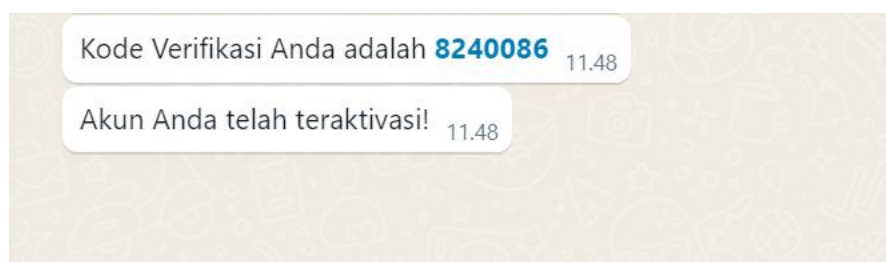 Kode Verifikasi Anda adalah 8240086 11.48
Akun Anda telah teraktivasi! 11.48